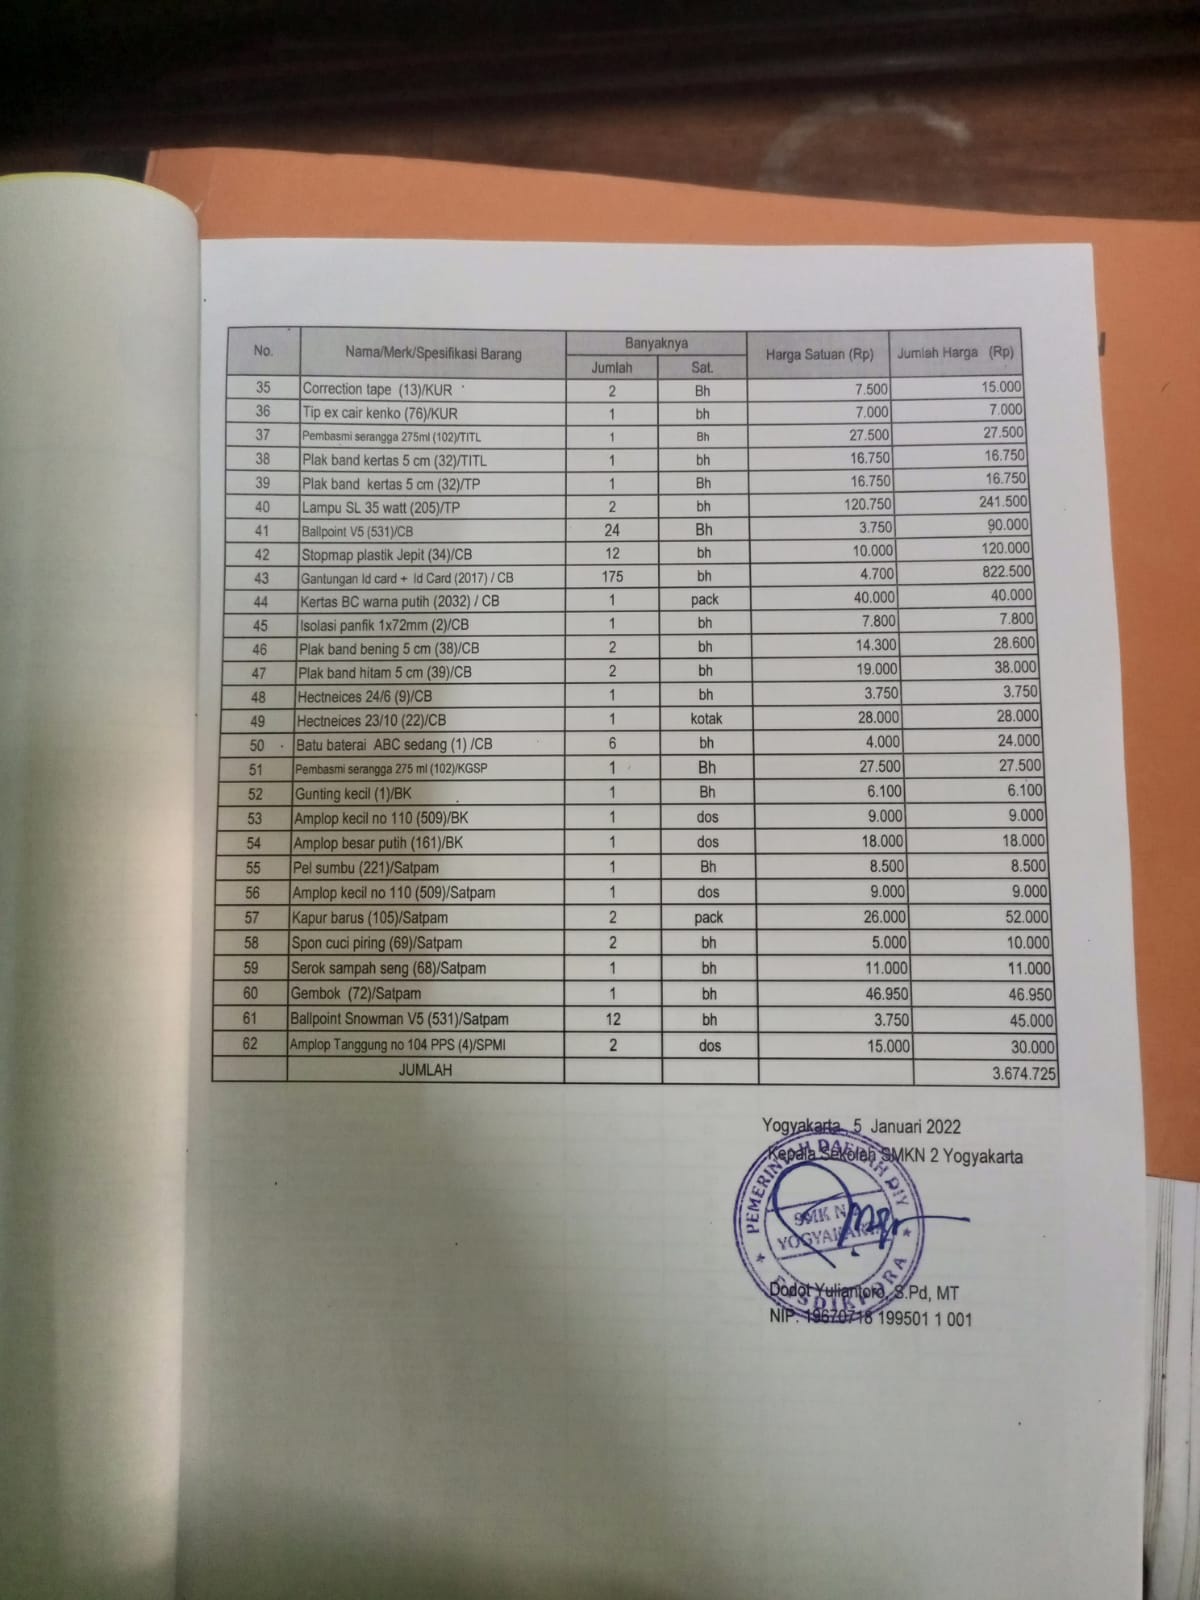 No. Nama/Merk/Spesifikasi Barang Banyaknya Harga Satuan (Rp) Jumlah Harga (Rp)
Jumlah Sat.
35 Correction tape (13)/KUR 2 Bh 7.500 15.000
36 Tip ex cair kenko (76)/KUR 1 bh 7.000 7.000
37 Pembasmi serangga 275ml (102)/TITL 1 Bh 27.500 27.500
38 Plak band kertas 5 cm (32)/TITL 1 bh 16.750 16.750
39 Plak band kertas 5 cm (32)/TP 1 Bh 16.750 16.750
40 Lampu SL 35 watt (205)/TP 2 bh 120.750 241.500
41 Ballpoint V5 (531)/CB 24 Bh 3.750 90.000
42 Stopmap plastik Jepit (34)/CB 12 bh 10.000 120.000
43 Gantungan Id card + Id Card (2017) / CB 175 bh 4.700 822.500
44 Kertas BC warna putih (2032) / CB 1 pack 40.000 40.000
45 Isolasi panfik 1x72mm (2)/CB 1 bh 7.800 7.800
46 Plak band bening 5 cm (38)/CB 2 bh 14.300 28.600
47 Plak band hitam 5 cm (39)/CB 2 bh 19.000 38.000
48 Hectneices 24/6 (9)/CB 1 bh 3.750 3.750
49 Hectneices 23/10 (22)/CB 1 kotak 28.000 28.000
50 Batu baterai ABC sedang (1) /CB 6 bh 4.000 24.000
51 Pembasmi serangga 275 ml (102)/KGSP 1 Bh 27.500 27.500
52 Gunting kecil (1)/BK 1 Bh 6.100 6.100
53 Amplop kecil no 110 (509)/BK 1 dos 9.000 9.000
54 Amplop besar putih (161)/BK 1 dos 18.000 18.000
55 Pel sumbu (221)/Satpam 1 Bh 8.500 8.500
56 Amplop kecil no 110 (509)/Satpam 1 dos 9.000 9.000
57 Kapur barus (105)/Satpam 2 pack 26.000 52.000
58 Spon cuci piring (69)/Satpam 2 bh 5.000 10.000
59 Serok sampah seng (68)/Satpam 1 bh 11.000 11.000
60 Gembok (72)/Satpam 1 bh 46.950 46.950
61 Ballpoint Snowman V5 (531)/Satpam 12 bh 3.750 45.000
62 Amplop Tanggung no 104 PPS (4)/SPMI 2 dos 15.000 30.000
JUMLAH 3.674.725
Yogyakarta, 5 Januari 2022
Kepala Sekolah SMKN 2 Yogyakarta
PEMERINTAH DAERAH DIY
SMK N
YOGYAKARTA
DISDIKPORA
Dodot Yuliantoro, S.Pd, MT
NIP. 19670718 199501 1 001